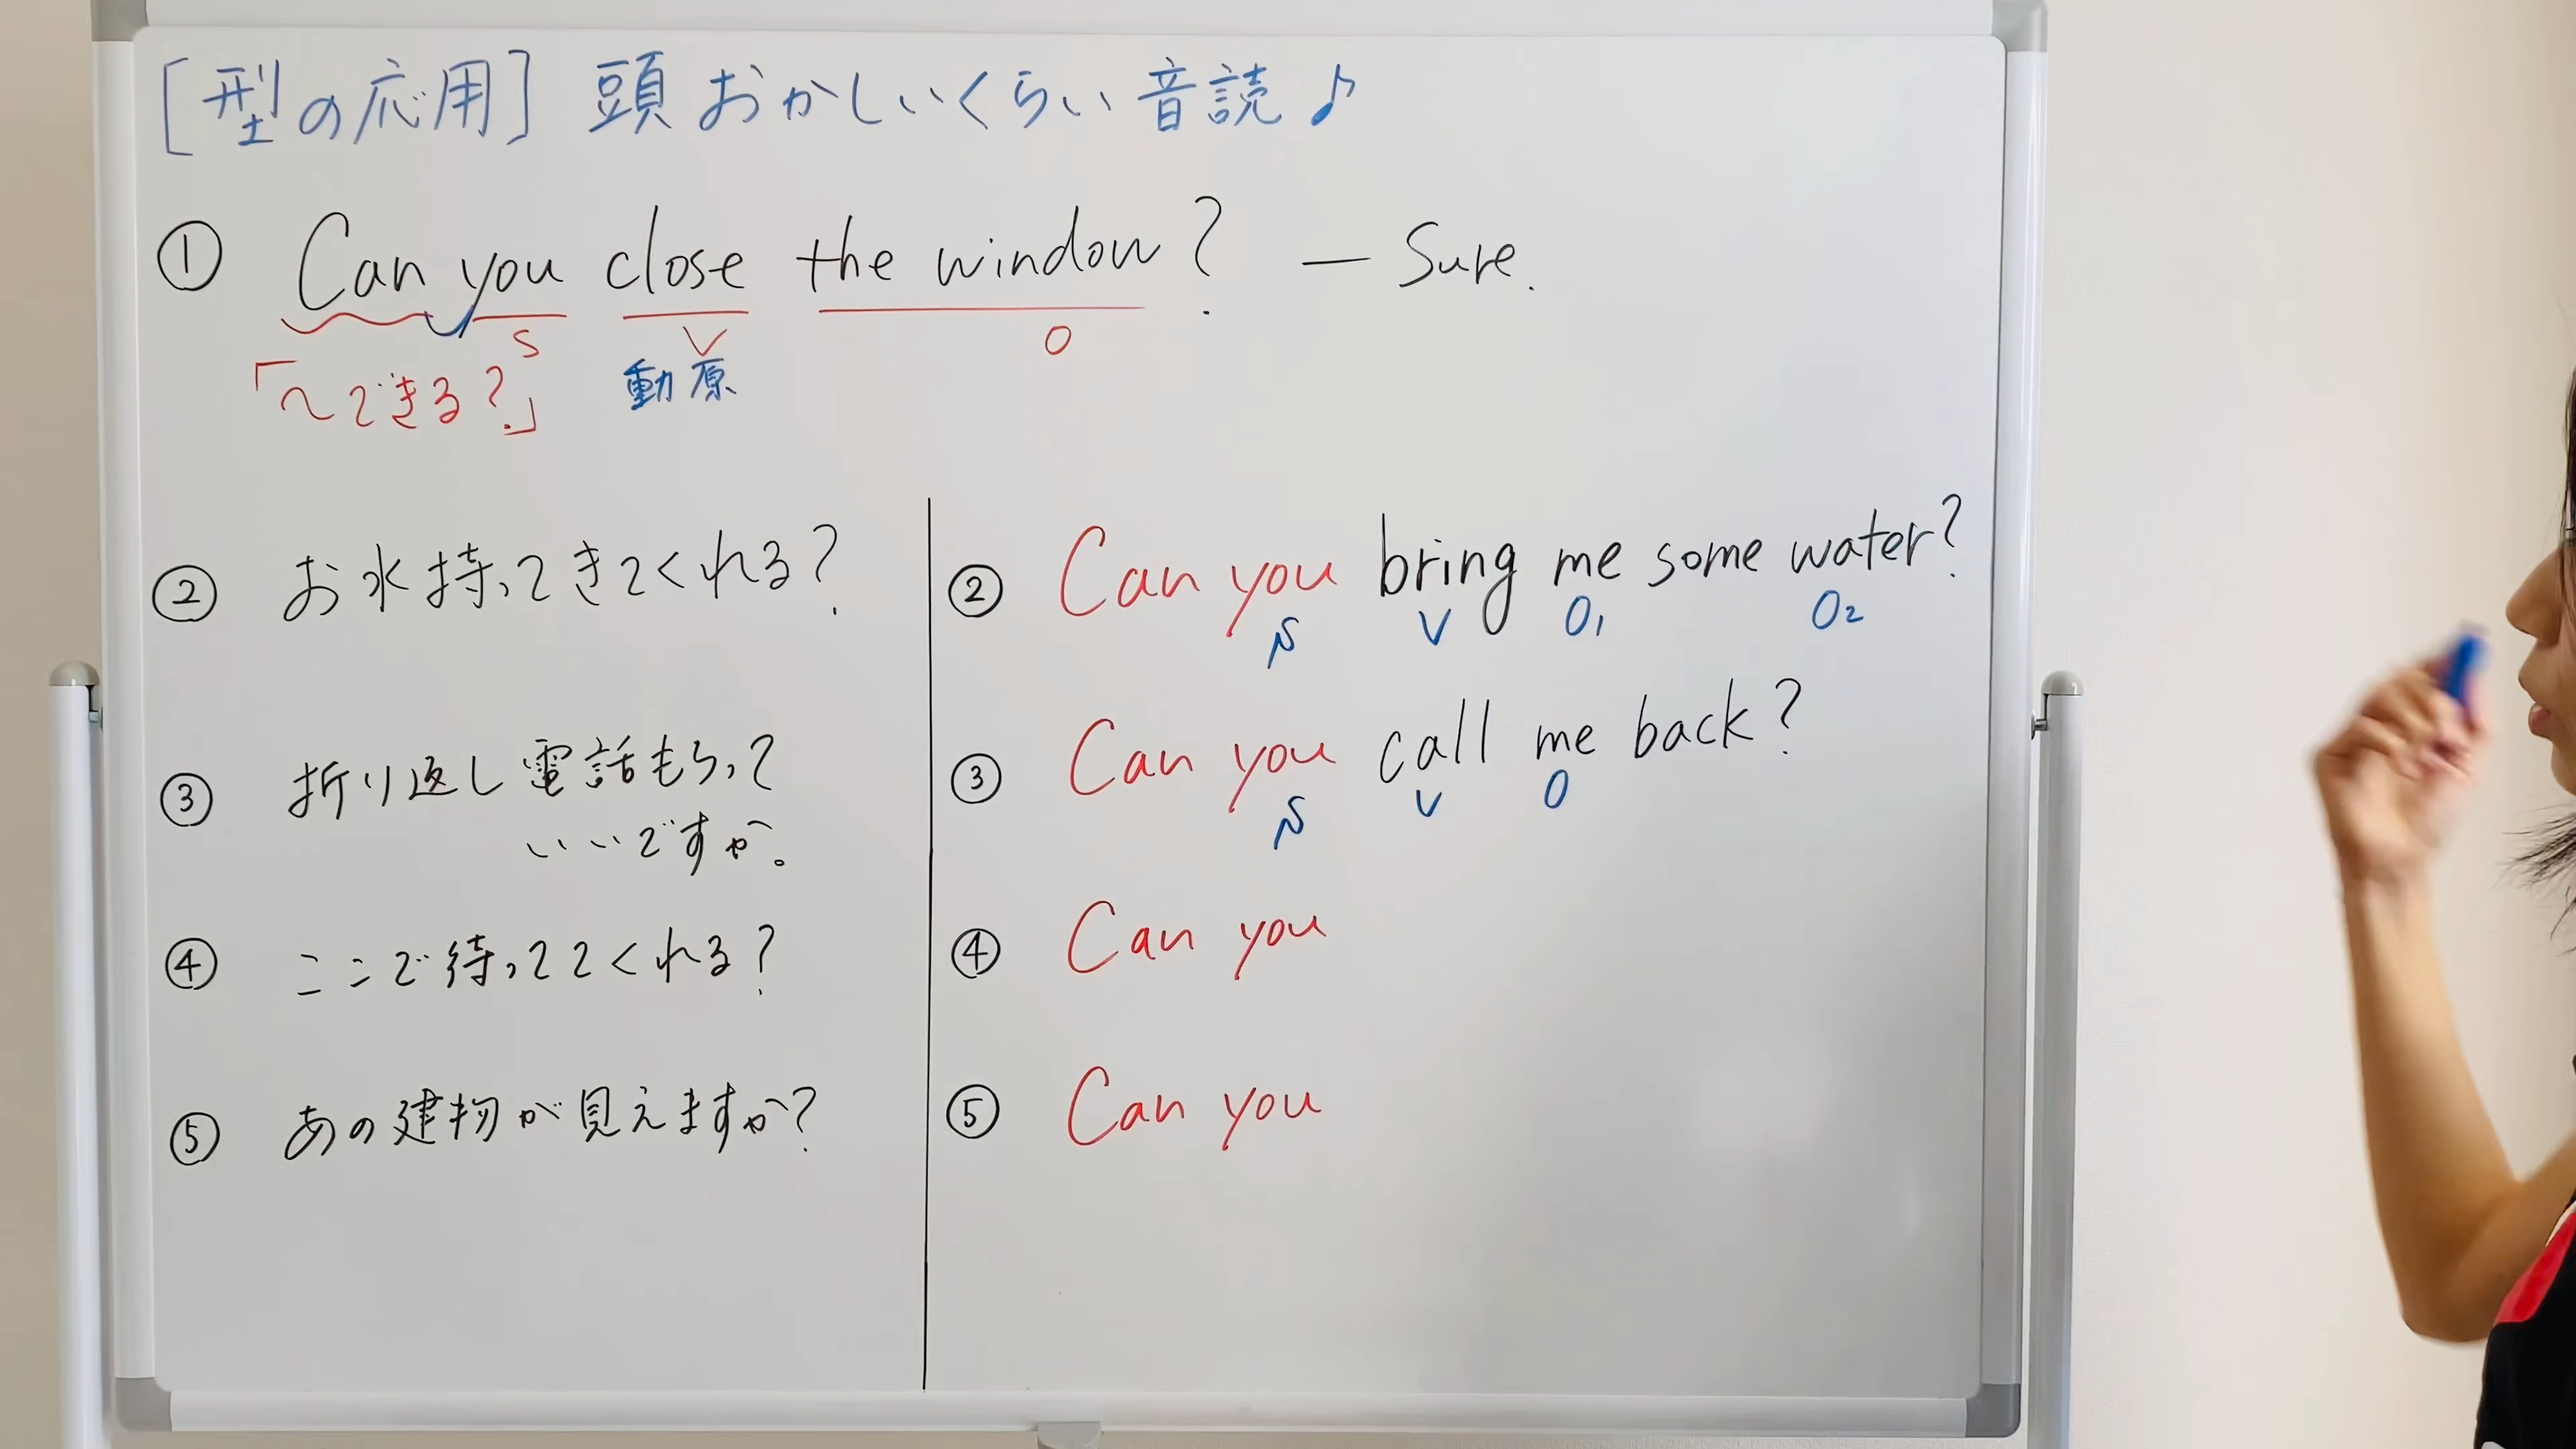 [型の応用] 頭おかしいくらい音読♪
① Can you close the window? — Sure.
S V O
「〜できる?」 動原
② お水持ってきてくれる?
③ 折り返し電話もらって
いいですか。
④ ここで待っててくれる?
⑤ あの建物が見えますか?
② Can you bring me some water?
S V O₁ O₂
③ Can you call me back?
S V O
④ Can you
⑤ Can you